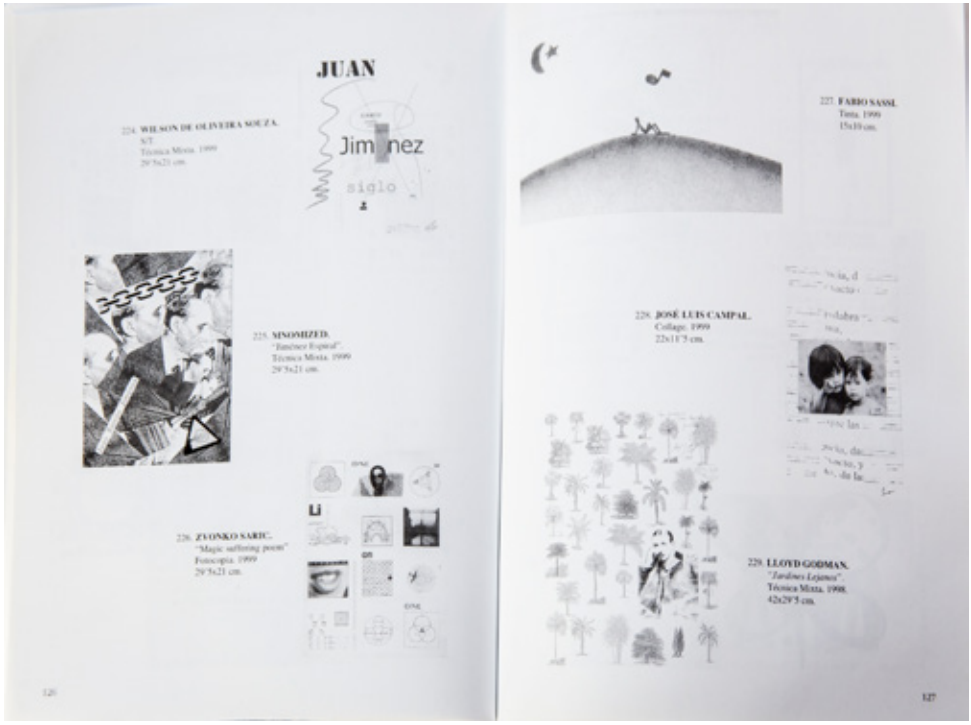 JUAN
Jim nez
siglo
224. WILSON DE OLIVEIRA SOUZA.
S/T.
Técnica Mixta. 1999
29'5x21 cm.
225. MNOMIZED.
"Jiménez Espiral".
Técnica Mixta. 1999
29'5x21 cm.
Li
on
226. ZVONKO SARIC.
"Magic suffering poem"
Fotocopia. 1999
29'5x21 cm.
126
227. FABIO SASSI.
Tinta. 1999
15x10 cm.
228. JOSÉ LUIS CAMPAL.
Collage. 1999
22x11'5 cm.
229. LLOYD GODMAN.
"Jardines Lejanos".
Técnica Mixta. 1998.
42x29'5 cm.
127